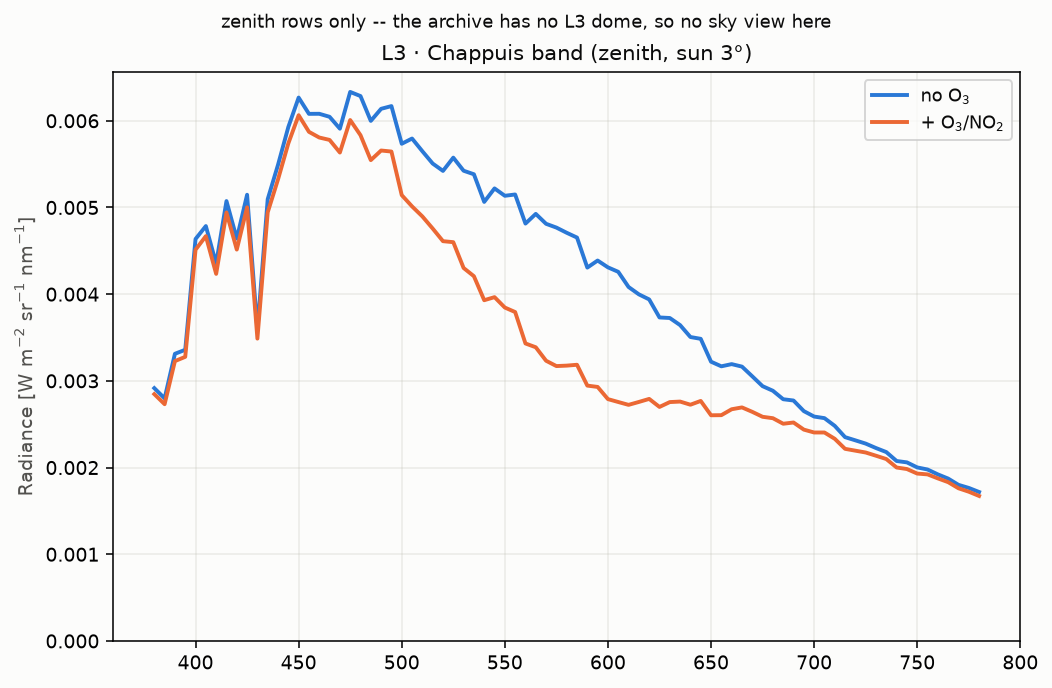 zenith rows only -- the archive has no L3 dome, so no sky view here
L3 · Chappuis band (zenith, sun 3°)
no O₃
+ O₃/NO₂
Radiance [W m⁻² sr⁻¹ nm⁻¹]
0.006
0.005
0.004
0.003
0.002
0.001
0.000
400 450 500 550 600 650 700 750 800